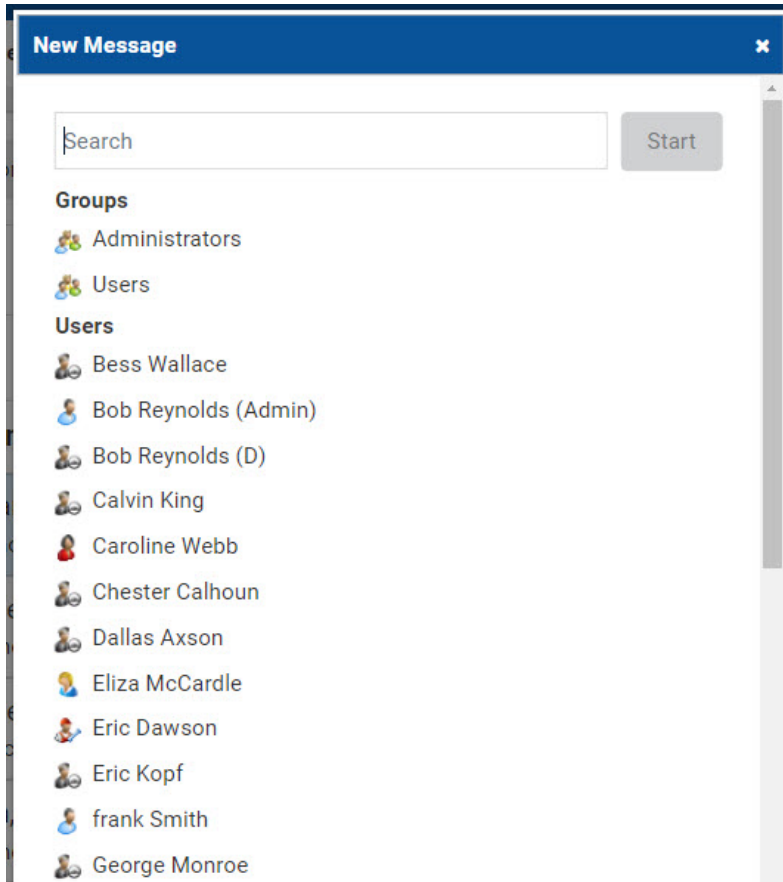 New Message
Search
Start
Groups
Administrators
Users
Users
Bess Wallace
Bob Reynolds (Admin)
Bob Reynolds (D)
Calvin King
Caroline Webb
Chester Calhoun
Dallas Axson
Eliza McCardle
Eric Dawson
Eric Kopf
frank Smith
George Monroe